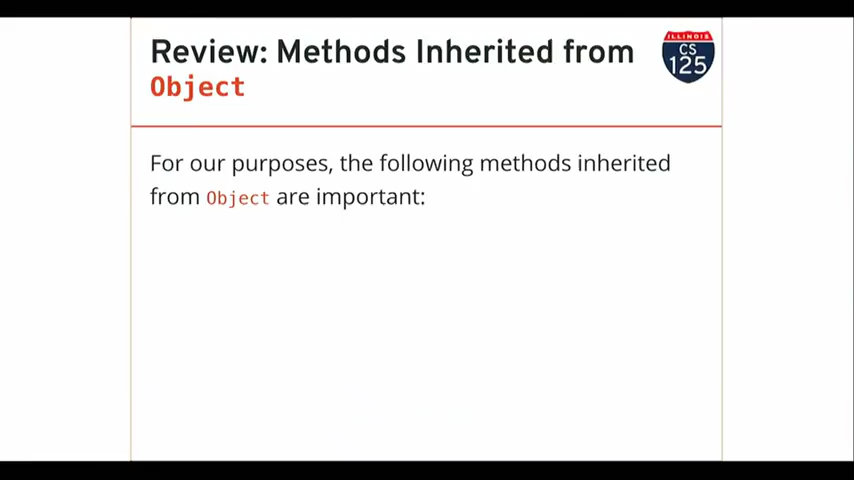 Review: Methods Inherited from
Object
ILLINOIS
CS
125
For our purposes, the following methods inherited
from Object are important: